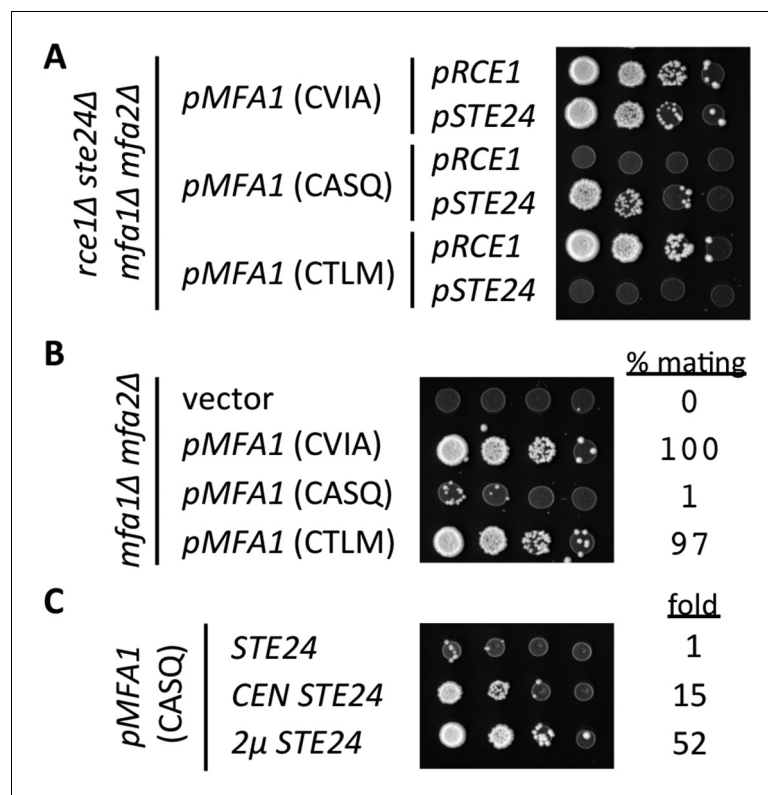 A
rce1Δ ste24Δ
mfa1Δ mfa2Δ
pMFA1 (CVIA)
pRCE1
pSTE24
pMFA1 (CASQ)
pRCE1
pSTE24
pMFA1 (CTLM)
pRCE1
pSTE24
B
% mating
mfa1Δ mfa2Δ
vector 0
pMFA1 (CVIA) 100
pMFA1 (CASQ) 1
pMFA1 (CTLM) 97
C
fold
pMFA1
(CASQ)
STE24 1
CEN STE24 15
2μ STE24 52